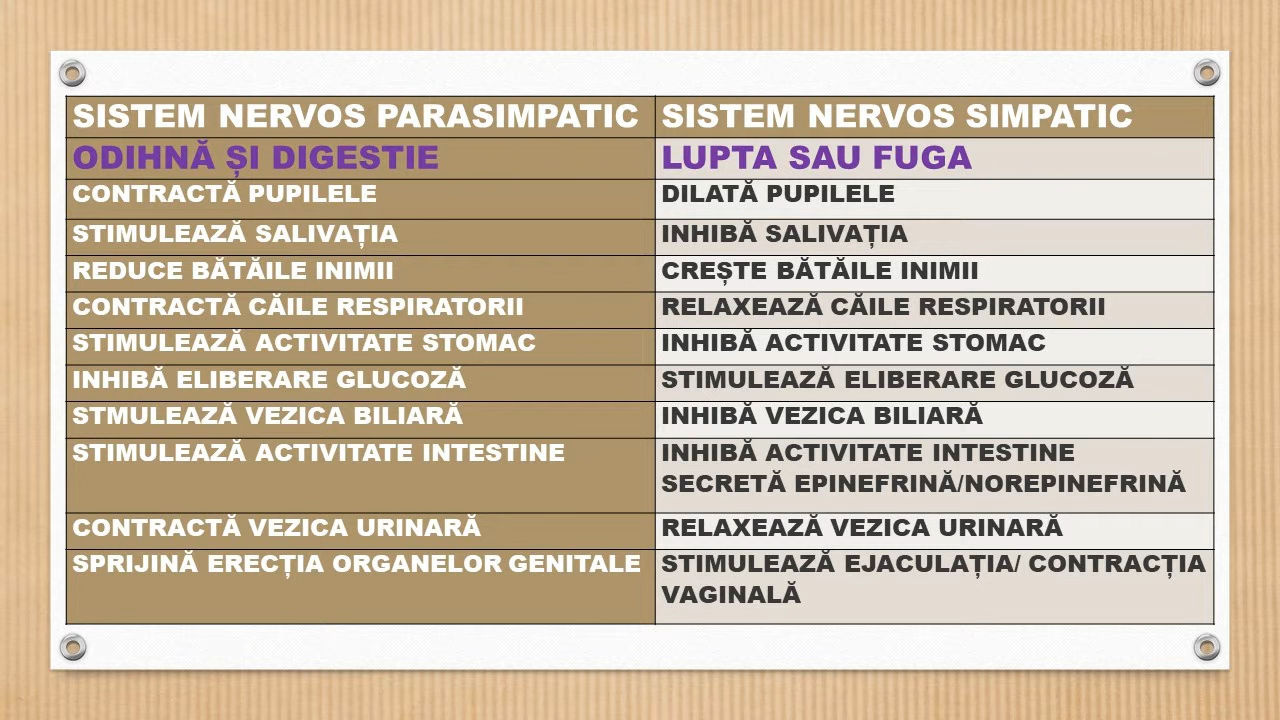 SISTEM NERVOS PARASIMPATIC
SISTEM NERVOS SIMPATIC
ODIHNĂ ȘI DIGESTIE
LUPTA SAU FUGA
CONTRACTĂ PUPILELE
DILATĂ PUPILELE
STIMULEAZĂ SALIVAȚIA
INHIBĂ SALIVAȚIA
REDUCE BĂTĂILE INIMII
CREȘTE BĂTĂILE INIMII
CONTRACTĂ CĂILE RESPIRATORII
RELAXEAZĂ CĂILE RESPIRATORII
STIMULEAZĂ ACTIVITATE STOMAC
INHIBĂ ACTIVITATE STOMAC
INHIBĂ ELIBERARE GLUCOZĂ
STIMULEAZĂ ELIBERARE GLUCOZĂ
STMULEAZĂ VEZICA BILIARĂ
INHIBĂ VEZICA BILIARĂ
STIMULEAZĂ ACTIVITATE INTESTINE
INHIBĂ ACTIVITATE INTESTINE
SECRETĂ EPINEFRINĂ/NOREPINEFRINĂ
CONTRACTĂ VEZICA URINARĂ
RELAXEAZĂ VEZICA URINARĂ
SPRIJINĂ ERECȚIA ORGANELOR GENITALE
STIMULEAZĂ EJACULAȚIA/ CONTRACȚIA
VAGINALĂ